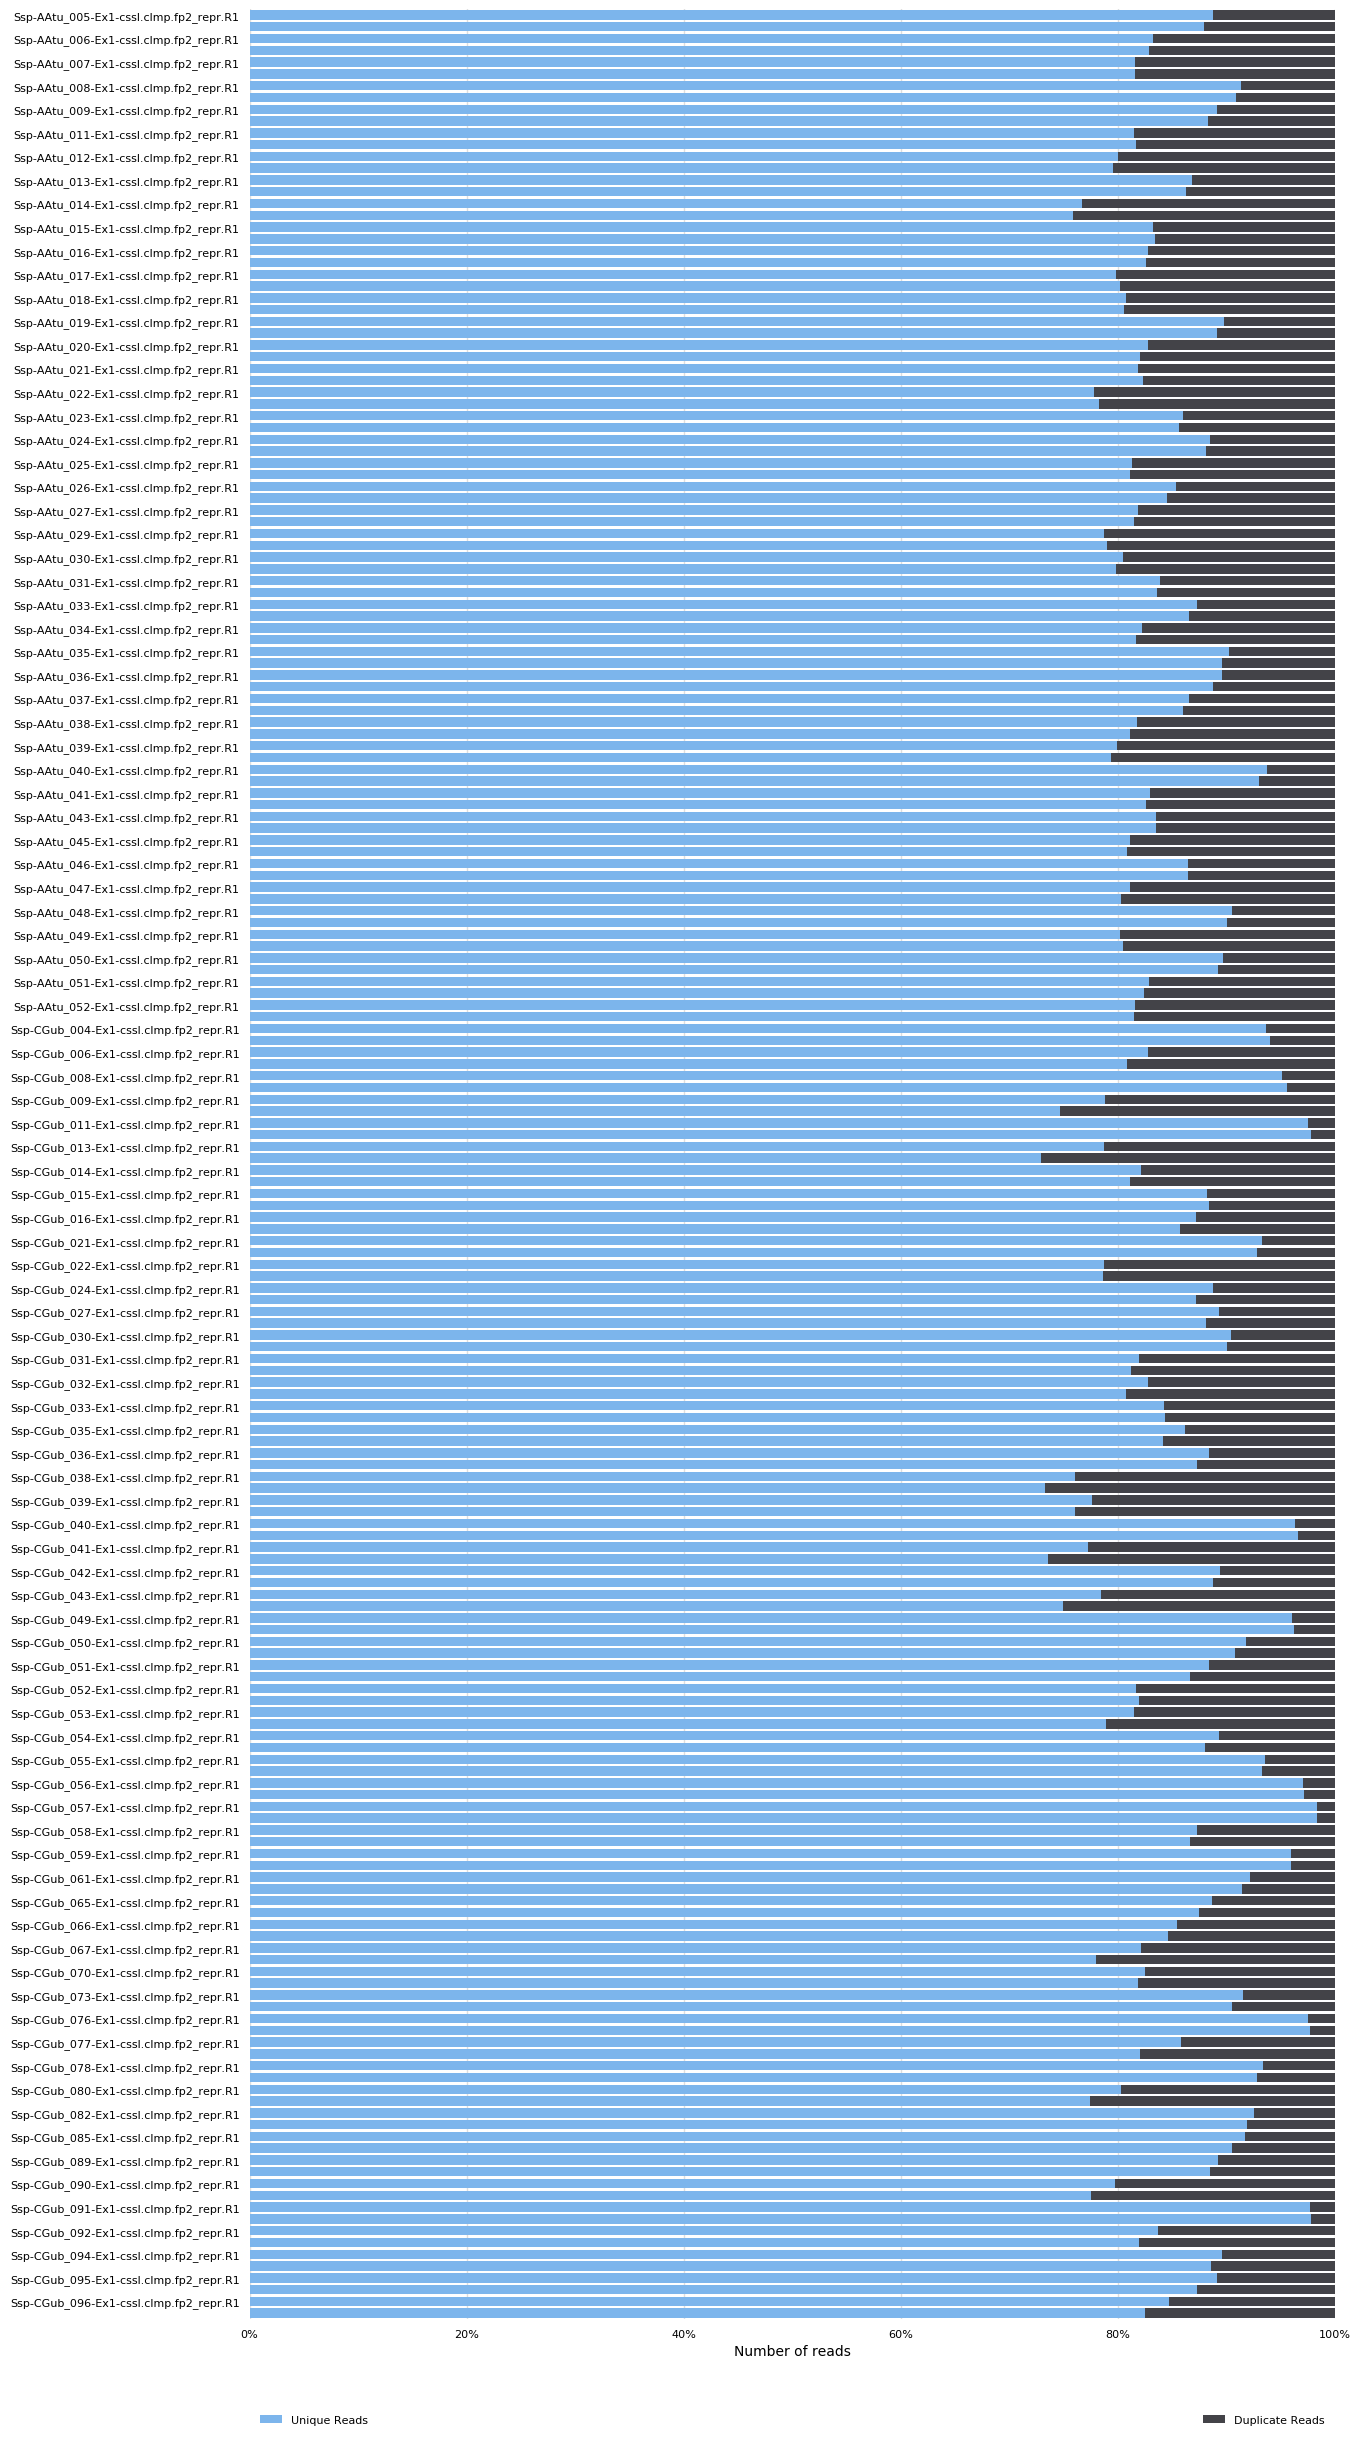 Ssp-AAtu_005-Ex1-cssl.clmp.fp2_repr.R1
Ssp-AAtu_006-Ex1-cssl.clmp.fp2_repr.R1
Ssp-AAtu_007-Ex1-cssl.clmp.fp2_repr.R1
Ssp-AAtu_008-Ex1-cssl.clmp.fp2_repr.R1
Ssp-AAtu_009-Ex1-cssl.clmp.fp2_repr.R1
Ssp-AAtu_011-Ex1-cssl.clmp.fp2_repr.R1
Ssp-AAtu_012-Ex1-cssl.clmp.fp2_repr.R1
Ssp-AAtu_013-Ex1-cssl.clmp.fp2_repr.R1
Ssp-AAtu_014-Ex1-cssl.clmp.fp2_repr.R1
Ssp-AAtu_015-Ex1-cssl.clmp.fp2_repr.R1
Ssp-AAtu_016-Ex1-cssl.clmp.fp2_repr.R1
Ssp-AAtu_017-Ex1-cssl.clmp.fp2_repr.R1
Ssp-AAtu_018-Ex1-cssl.clmp.fp2_repr.R1
Ssp-AAtu_019-Ex1-cssl.clmp.fp2_repr.R1
Ssp-AAtu_020-Ex1-cssl.clmp.fp2_repr.R1
Ssp-AAtu_021-Ex1-cssl.clmp.fp2_repr.R1
Ssp-AAtu_022-Ex1-cssl.clmp.fp2_repr.R1
Ssp-AAtu_023-Ex1-cssl.clmp.fp2_repr.R1
Ssp-AAtu_024-Ex1-cssl.clmp.fp2_repr.R1
Ssp-AAtu_025-Ex1-cssl.clmp.fp2_repr.R1
Ssp-AAtu_026-Ex1-cssl.clmp.fp2_repr.R1
Ssp-AAtu_027-Ex1-cssl.clmp.fp2_repr.R1
Ssp-AAtu_029-Ex1-cssl.clmp.fp2_repr.R1
Ssp-AAtu_030-Ex1-cssl.clmp.fp2_repr.R1
Ssp-AAtu_031-Ex1-cssl.clmp.fp2_repr.R1
Ssp-AAtu_033-Ex1-cssl.clmp.fp2_repr.R1
Ssp-AAtu_034-Ex1-cssl.clmp.fp2_repr.R1
Ssp-AAtu_035-Ex1-cssl.clmp.fp2_repr.R1
Ssp-AAtu_036-Ex1-cssl.clmp.fp2_repr.R1
Ssp-AAtu_037-Ex1-cssl.clmp.fp2_repr.R1
Ssp-AAtu_038-Ex1-cssl.clmp.fp2_repr.R1
Ssp-AAtu_039-Ex1-cssl.clmp.fp2_repr.R1
Ssp-AAtu_040-Ex1-cssl.clmp.fp2_repr.R1
Ssp-AAtu_041-Ex1-cssl.clmp.fp2_repr.R1
Ssp-AAtu_043-Ex1-cssl.clmp.fp2_repr.R1
Ssp-AAtu_045-Ex1-cssl.clmp.fp2_repr.R1
Ssp-AAtu_046-Ex1-cssl.clmp.fp2_repr.R1
Ssp-AAtu_047-Ex1-cssl.clmp.fp2_repr.R1
Ssp-AAtu_048-Ex1-cssl.clmp.fp2_repr.R1
Ssp-AAtu_049-Ex1-cssl.clmp.fp2_repr.R1
Ssp-AAtu_050-Ex1-cssl.clmp.fp2_repr.R1
Ssp-AAtu_051-Ex1-cssl.clmp.fp2_repr.R1
Ssp-AAtu_052-Ex1-cssl.clmp.fp2_repr.R1
Ssp-CGub_004-Ex1-cssl.clmp.fp2_repr.R1
Ssp-CGub_006-Ex1-cssl.clmp.fp2_repr.R1
Ssp-CGub_008-Ex1-cssl.clmp.fp2_repr.R1
Ssp-CGub_009-Ex1-cssl.clmp.fp2_repr.R1
Ssp-CGub_011-Ex1-cssl.clmp.fp2_repr.R1
Ssp-CGub_013-Ex1-cssl.clmp.fp2_repr.R1
Ssp-CGub_014-Ex1-cssl.clmp.fp2_repr.R1
Ssp-CGub_015-Ex1-cssl.clmp.fp2_repr.R1
Ssp-CGub_016-Ex1-cssl.clmp.fp2_repr.R1
Ssp-CGub_021-Ex1-cssl.clmp.fp2_repr.R1
Ssp-CGub_022-Ex1-cssl.clmp.fp2_repr.R1
Ssp-CGub_024-Ex1-cssl.clmp.fp2_repr.R1
Ssp-CGub_027-Ex1-cssl.clmp.fp2_repr.R1
Ssp-CGub_030-Ex1-cssl.clmp.fp2_repr.R1
Ssp-CGub_031-Ex1-cssl.clmp.fp2_repr.R1
Ssp-CGub_032-Ex1-cssl.clmp.fp2_repr.R1
Ssp-CGub_033-Ex1-cssl.clmp.fp2_repr.R1
Ssp-CGub_035-Ex1-cssl.clmp.fp2_repr.R1
Ssp-CGub_036-Ex1-cssl.clmp.fp2_repr.R1
Ssp-CGub_038-Ex1-cssl.clmp.fp2_repr.R1
Ssp-CGub_039-Ex1-cssl.clmp.fp2_repr.R1
Ssp-CGub_040-Ex1-cssl.clmp.fp2_repr.R1
Ssp-CGub_041-Ex1-cssl.clmp.fp2_repr.R1
Ssp-CGub_042-Ex1-cssl.clmp.fp2_repr.R1
Ssp-CGub_043-Ex1-cssl.clmp.fp2_repr.R1
Ssp-CGub_049-Ex1-cssl.clmp.fp2_repr.R1
Ssp-CGub_050-Ex1-cssl.clmp.fp2_repr.R1
Ssp-CGub_051-Ex1-cssl.clmp.fp2_repr.R1
Ssp-CGub_052-Ex1-cssl.clmp.fp2_repr.R1
Ssp-CGub_053-Ex1-cssl.clmp.fp2_repr.R1
Ssp-CGub_054-Ex1-cssl.clmp.fp2_repr.R1
Ssp-CGub_055-Ex1-cssl.clmp.fp2_repr.R1
Ssp-CGub_056-Ex1-cssl.clmp.fp2_repr.R1
Ssp-CGub_057-Ex1-cssl.clmp.fp2_repr.R1
Ssp-CGub_058-Ex1-cssl.clmp.fp2_repr.R1
Ssp-CGub_059-Ex1-cssl.clmp.fp2_repr.R1
Ssp-CGub_061-Ex1-cssl.clmp.fp2_repr.R1
Ssp-CGub_065-Ex1-cssl.clmp.fp2_repr.R1
Ssp-CGub_066-Ex1-cssl.clmp.fp2_repr.R1
Ssp-CGub_067-Ex1-cssl.clmp.fp2_repr.R1
Ssp-CGub_070-Ex1-cssl.clmp.fp2_repr.R1
Ssp-CGub_073-Ex1-cssl.clmp.fp2_repr.R1
Ssp-CGub_076-Ex1-cssl.clmp.fp2_repr.R1
Ssp-CGub_077-Ex1-cssl.clmp.fp2_repr.R1
Ssp-CGub_078-Ex1-cssl.clmp.fp2_repr.R1
Ssp-CGub_080-Ex1-cssl.clmp.fp2_repr.R1
Ssp-CGub_082-Ex1-cssl.clmp.fp2_repr.R1
Ssp-CGub_085-Ex1-cssl.clmp.fp2_repr.R1
Ssp-CGub_089-Ex1-cssl.clmp.fp2_repr.R1
Ssp-CGub_090-Ex1-cssl.clmp.fp2_repr.R1
Ssp-CGub_091-Ex1-cssl.clmp.fp2_repr.R1
Ssp-CGub_092-Ex1-cssl.clmp.fp2_repr.R1
Ssp-CGub_094-Ex1-cssl.clmp.fp2_repr.R1
Ssp-CGub_095-Ex1-cssl.clmp.fp2_repr.R1
Ssp-CGub_096-Ex1-cssl.clmp.fp2_repr.R1
0% 20% 40% 60% 80% 100%
Number of reads
Unique Reads Duplicate Reads